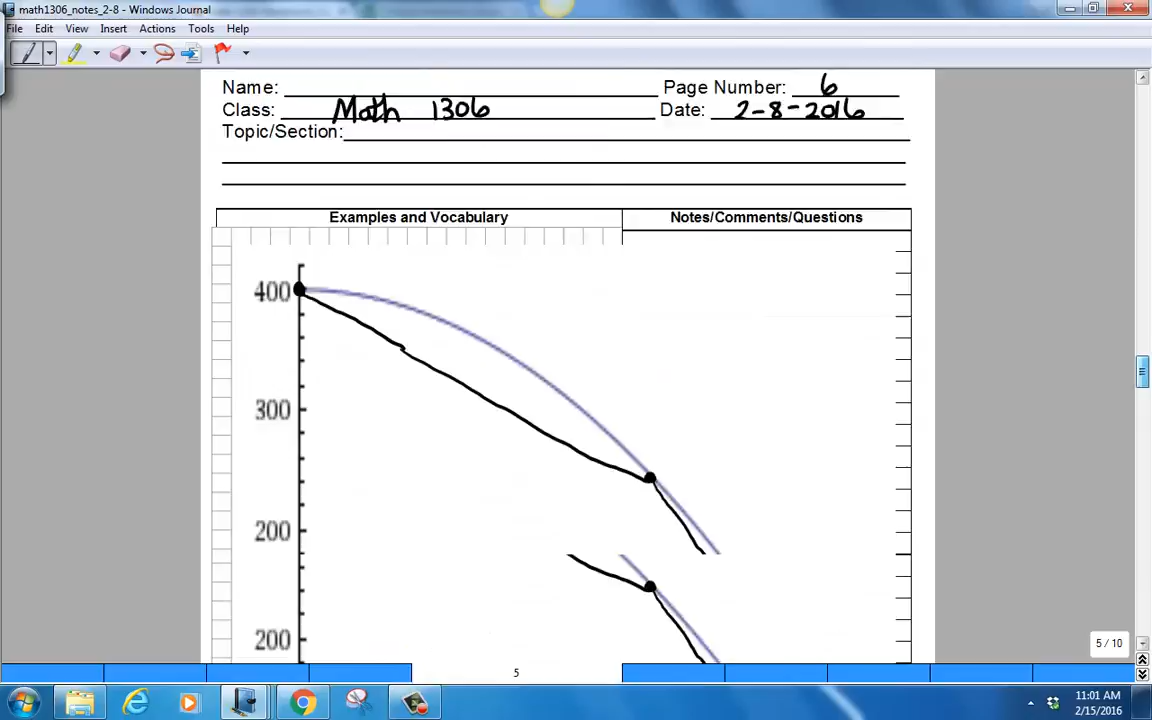 math1306_notes_2-8 - Windows Journal
File Edit View Insert Actions Tools Help
Name: Page Number: 6
Class: Math 1306 Date: 2-8-2016
Topic/Section:
Examples and Vocabulary Notes/Comments/Questions
400
300
200
200
5 / 10
5
11:01 AM
2/15/2016